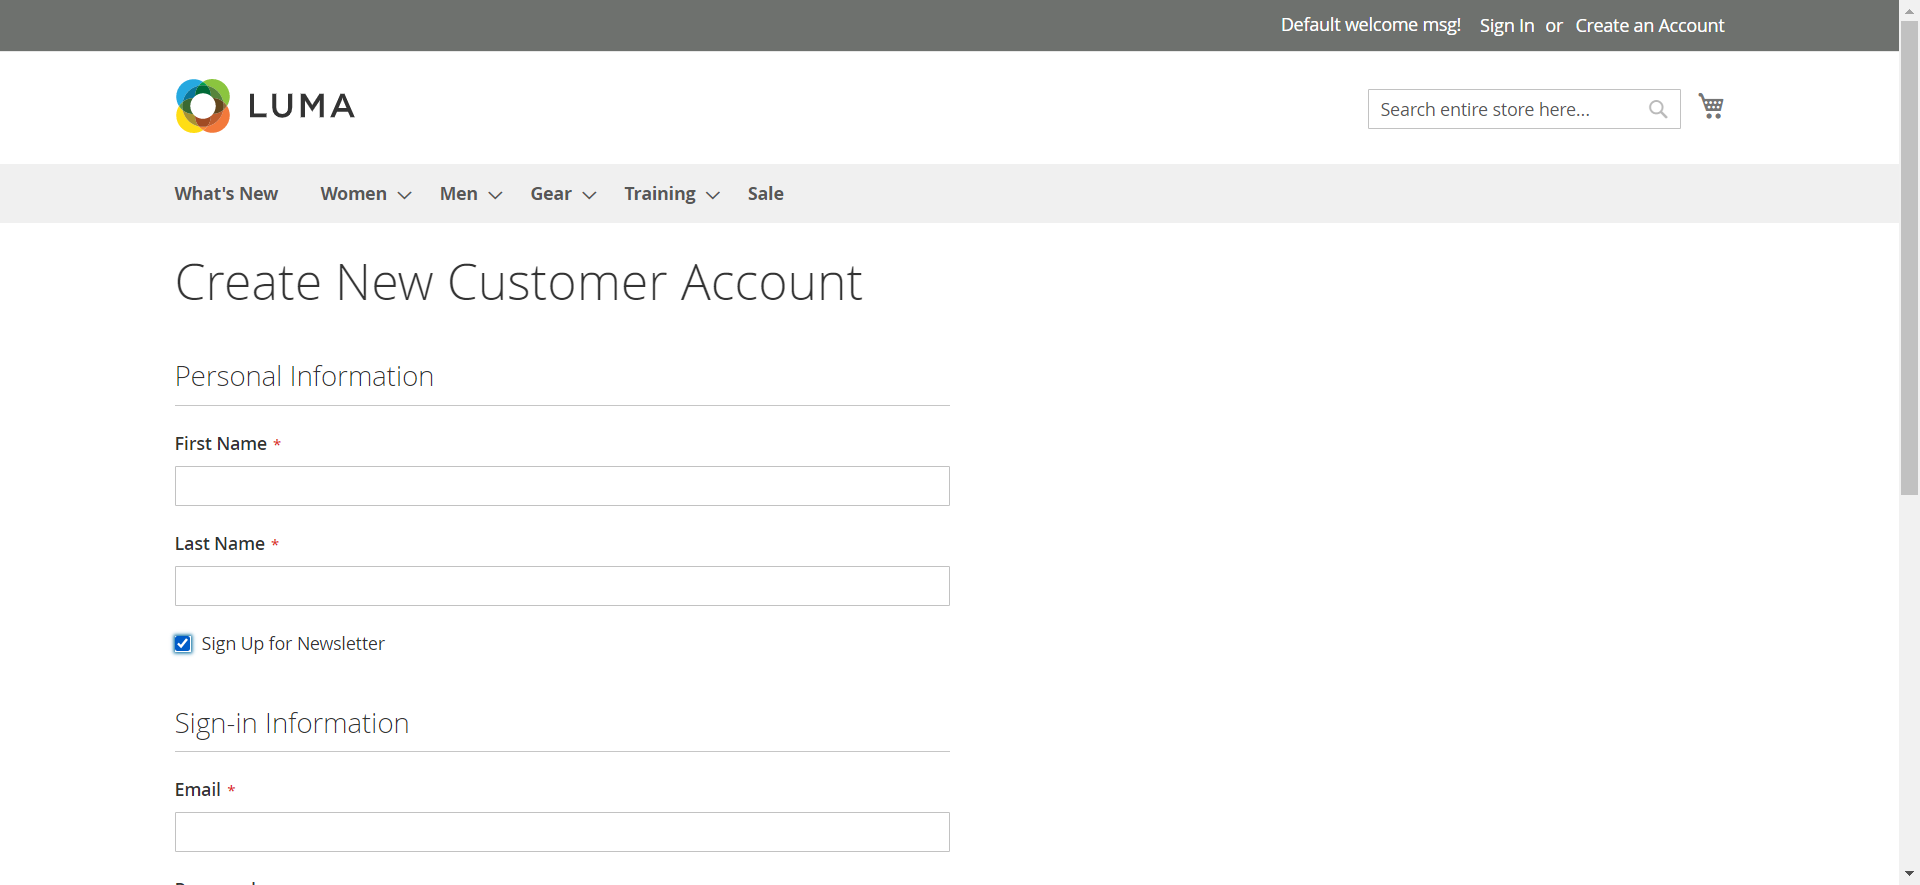 Default welcome msg! Sign In or Create an Account
LUMA
Search entire store here...
What's New Women Men Gear Training Sale
Create New Customer Account
Personal Information
First Name *
Last Name *
Sign Up for Newsletter
Sign-in Information
Email *